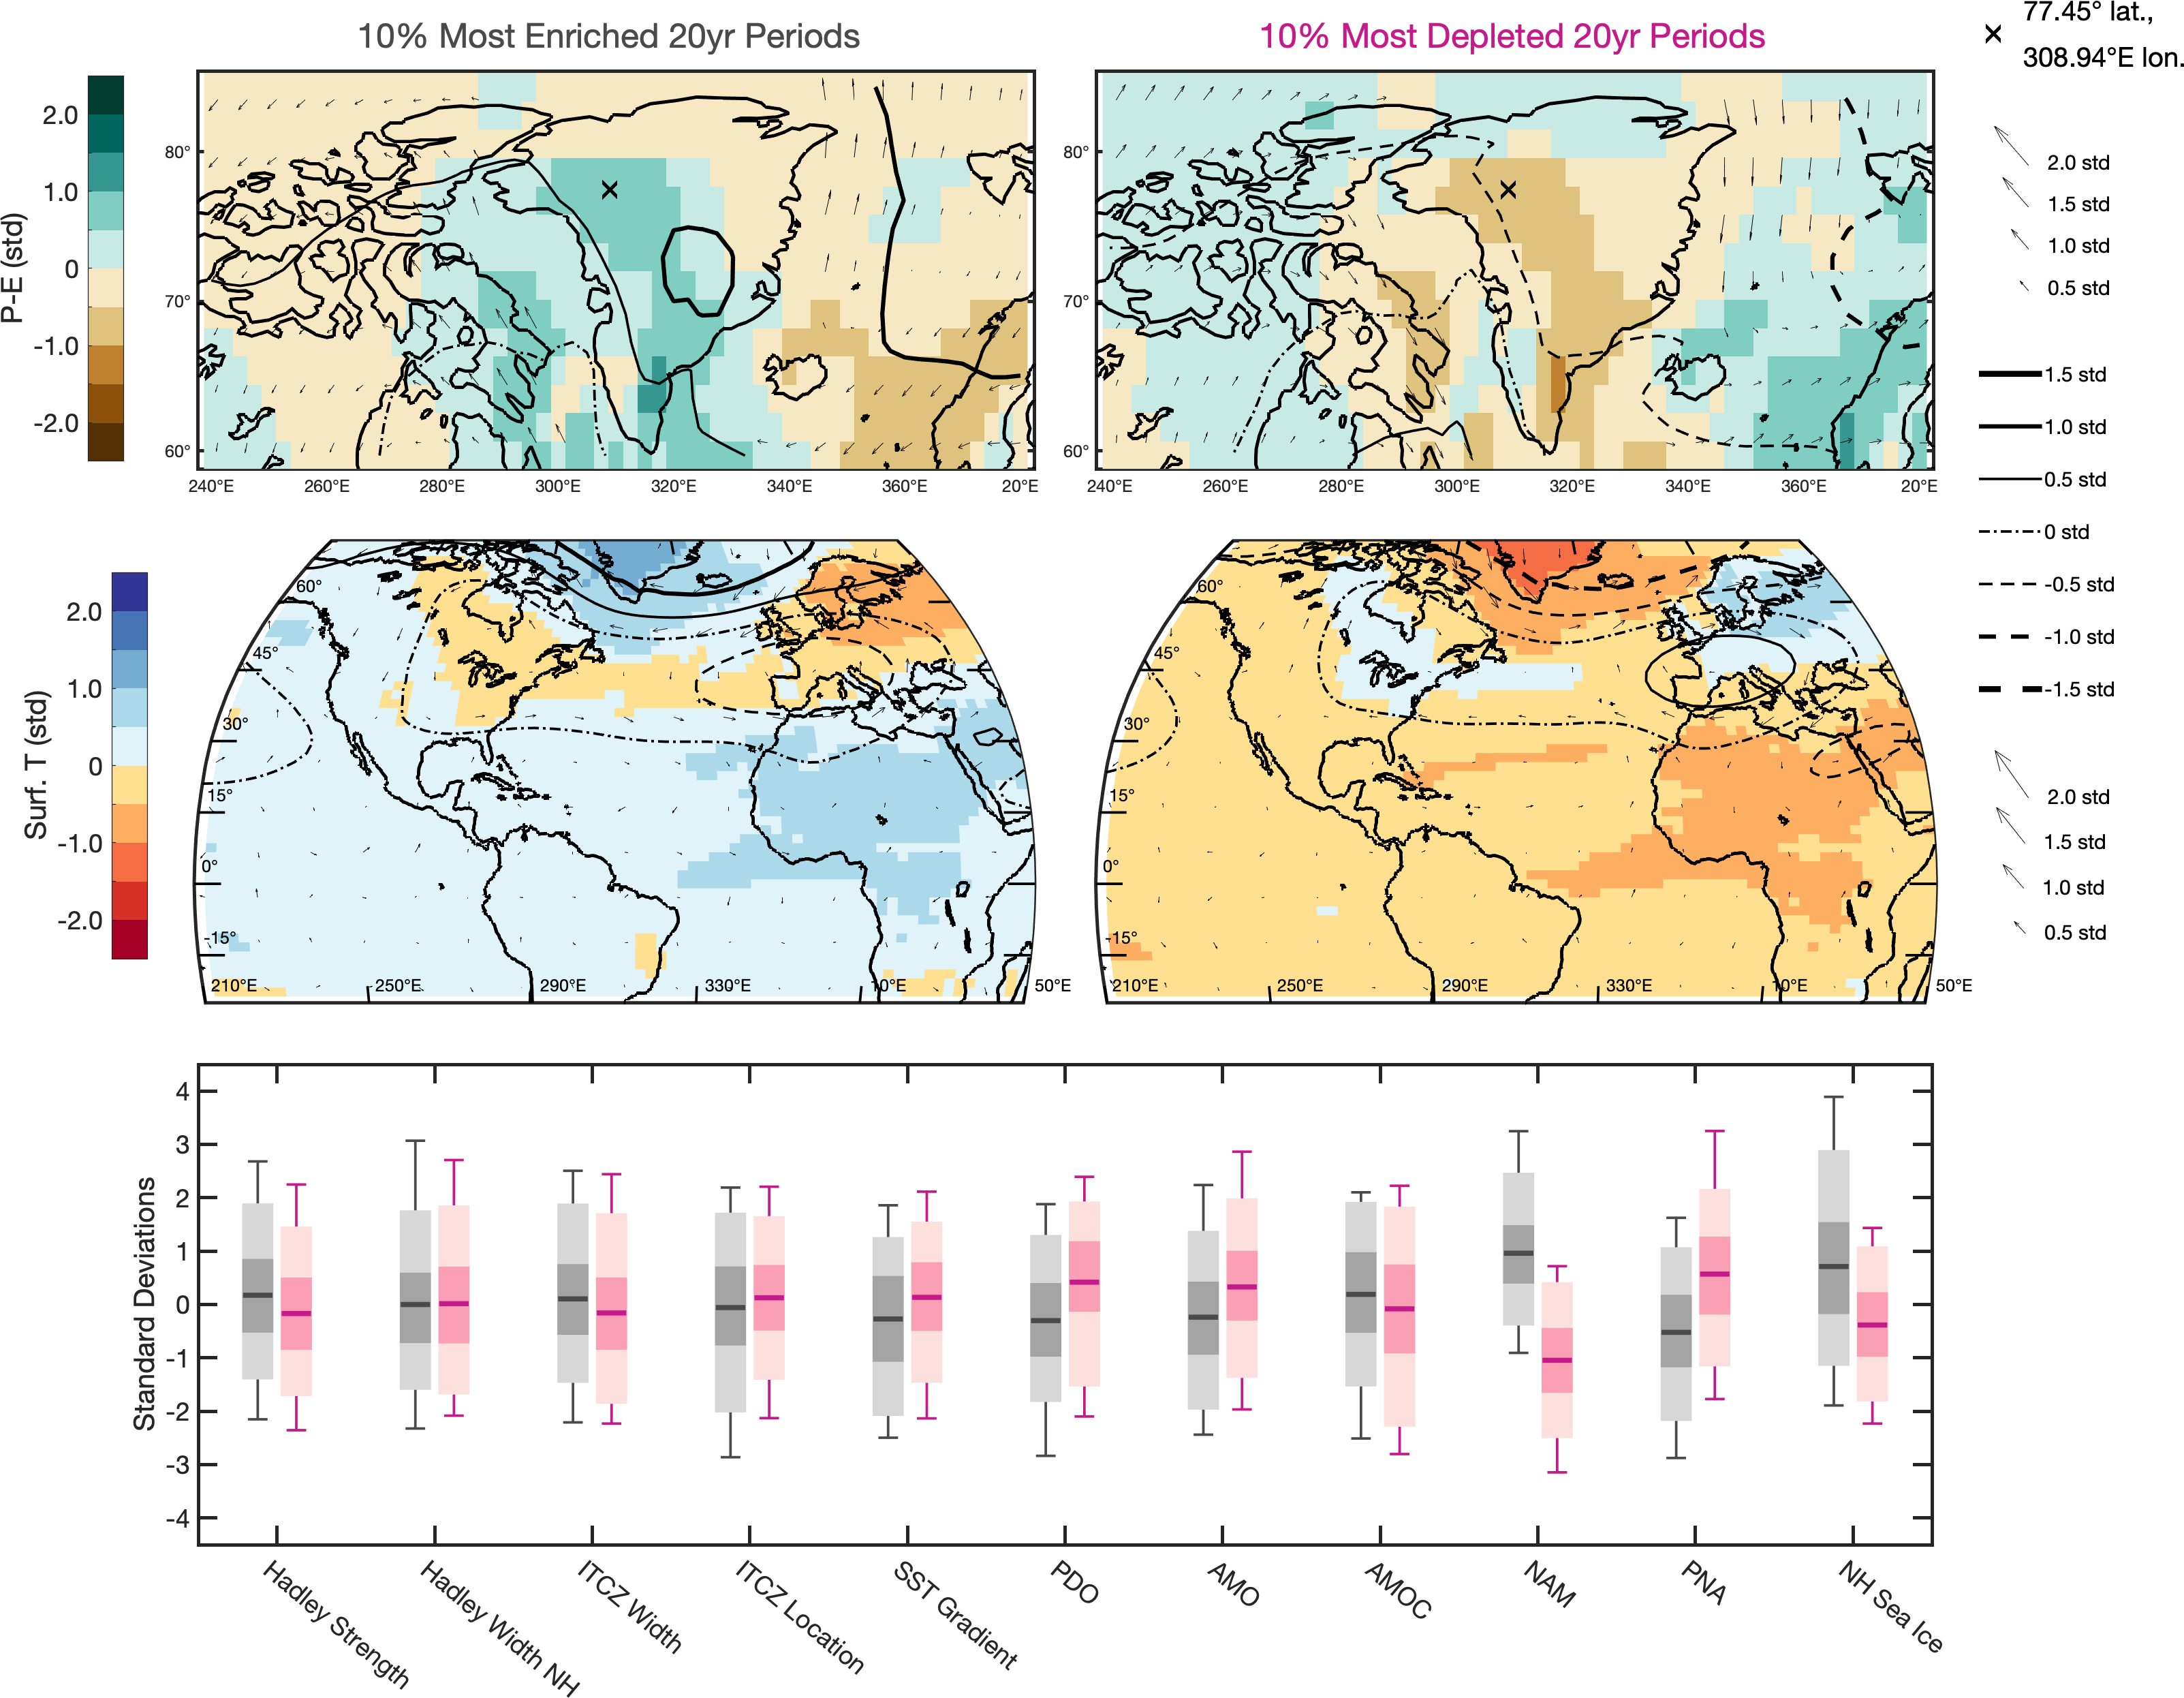 10% Most Enriched 20yr Periods
10% Most Depleted 20yr Periods
77.45° lat.,
308.94°E lon.
P-E (std)
2.0
1.0
0
-1.0
-2.0
80°
70°
60°
240°E 260°E 280°E 300°E 320°E 340°E 360°E 20°E
80°
70°
60°
240°E 260°E 280°E 300°E 320°E 340°E 360°E 20°E
2.0 std
1.5 std
1.0 std
0.5 std
1.5 std
1.0 std
0.5 std
0 std
-0.5 std
-1.0 std
-1.5 std
Surf. T (std)
2.0
1.0
0
-1.0
-2.0
60°
45°
30°
15°
0°
-15°
210°E 250°E 290°E 330°E 10°E 50°E
60°
45°
30°
15°
0°
-15°
210°E 250°E 290°E 330°E 10°E 50°E
2.0 std
1.5 std
1.0 std
0.5 std
Standard Deviations
4
3
2
1
0
-1
-2
-3
-4
Hadley Strength
Hadley Width NH
ITCZ Width
ITCZ Location
SST Gradient
PDO
AMO
AMOC
NAM
PNA
NH Sea Ice